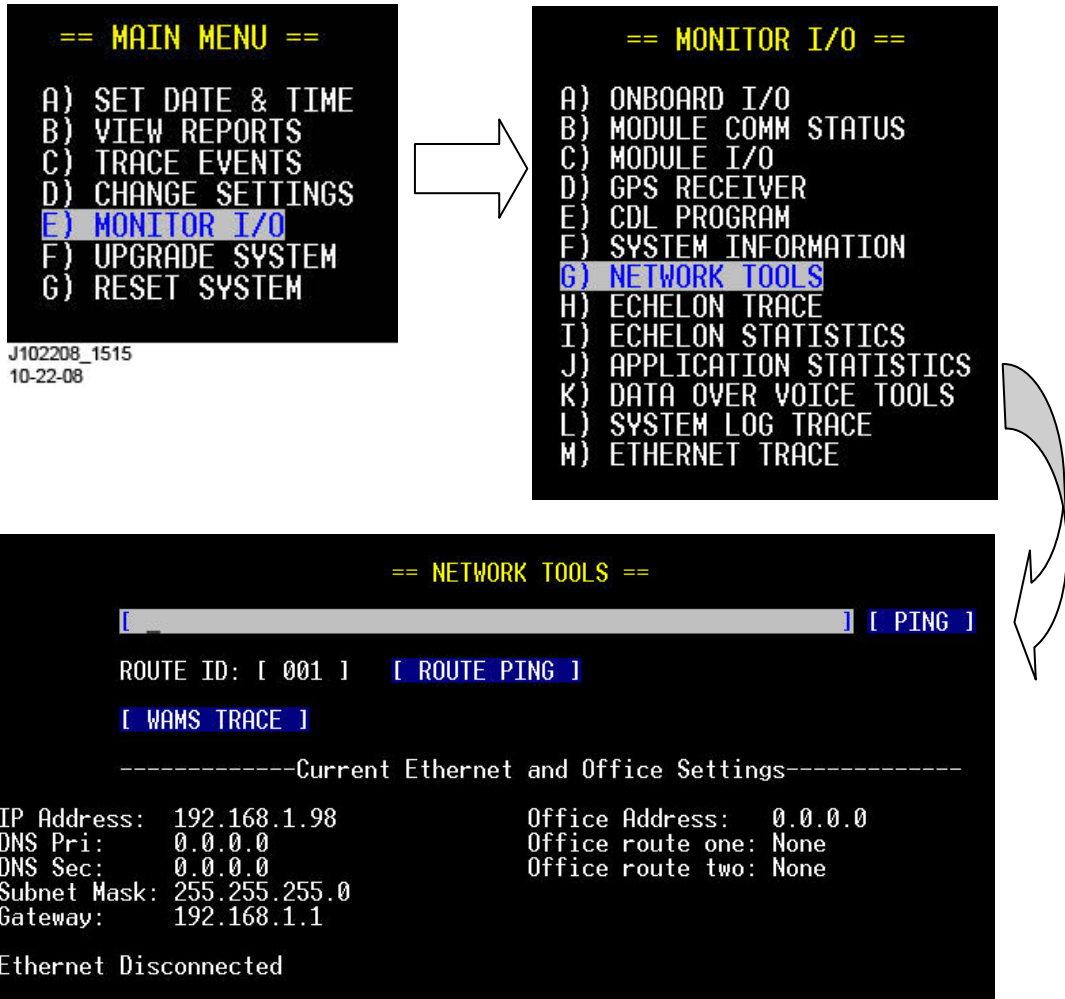 == MAIN MENU ==
A) SET DATE & TIME
B) VIEW REPORTS
C) TRACE EVENTS
D) CHANGE SETTINGS
E) MONITOR I/O
F) UPGRADE SYSTEM
G) RESET SYSTEM
J102208_1515
10-22-08
== MONITOR I/O ==
A) ONBOARD I/O
B) MODULE COMM STATUS
C) MODULE I/O
D) GPS RECEIVER
E) CDL PROGRAM
F) SYSTEM INFORMATION
G) NETWORK TOOLS
H) ECHELON TRACE
I) ECHELON STATISTICS
J) APPLICATION STATISTICS
K) DATA OVER VOICE TOOLS
L) SYSTEM LOG TRACE
M) ETHERNET TRACE
== NETWORK TOOLS ==
[ _ ] [ PING ]
ROUTE ID: [ 001 ] [ ROUTE PING ]
[ WAMS TRACE ]
-------------Current Ethernet and Office Settings-------------
IP Address: 192.168.1.98 Office Address: 0.0.0.0
DNS Pri: 0.0.0.0 Office route one: None
DNS Sec: 0.0.0.0 Office route two: None
Subnet Mask: 255.255.255.0
Gateway: 192.168.1.1
Ethernet Disconnected